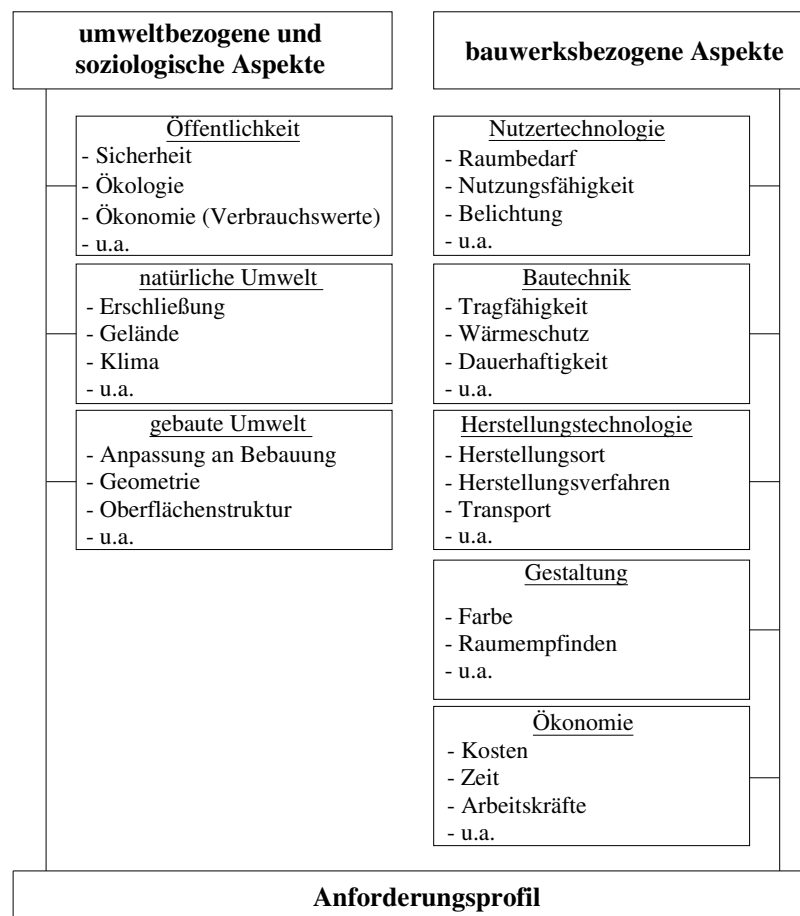 umweltbezogene und
soziologische Aspekte
Öffentlichkeit
- Sicherheit
- Ökologie
- Ökonomie (Verbrauchswerte)
- u.a.
natürliche Umwelt
- Erschließung
- Gelände
- Klima
- u.a.
gebaute Umwelt
- Anpassung an Bebauung
- Geometrie
- Oberflächenstruktur
- u.a.
bauwerksbezogene Aspekte
Nutzertechnologie
- Raumbedarf
- Nutzungsfähigkeit
- Belichtung
- u.a.
Bautechnik
- Tragfähigkeit
- Wärmeschutz
- Dauerhaftigkeit
- u.a.
Herstellungstechnologie
- Herstellungsort
- Herstellungsverfahren
- Transport
- u.a.
Gestaltung
- Farbe
- Raumempfinden
- u.a.
Ökonomie
- Kosten
- Zeit
- Arbeitskräfte
- u.a.
Anforderungsprofil